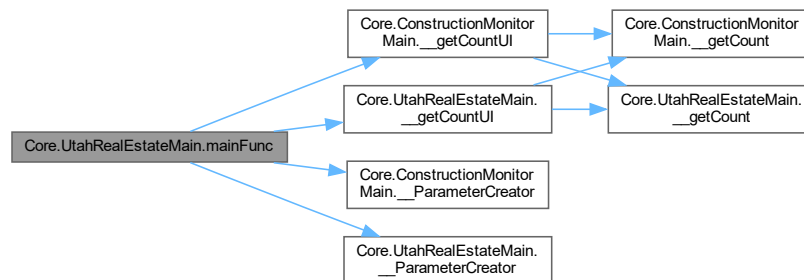 Core.UtahRealEstateMain.mainFunc
Core.ConstructionMonitor
Main.__getCountUI
Core.UtahRealEstateMain.
__getCountUI
Core.ConstructionMonitor
Main.__ParameterCreator
Core.UtahRealEstateMain.
__ParameterCreator
Core.ConstructionMonitor
Main.__getCount
Core.UtahRealEstateMain.
__getCount